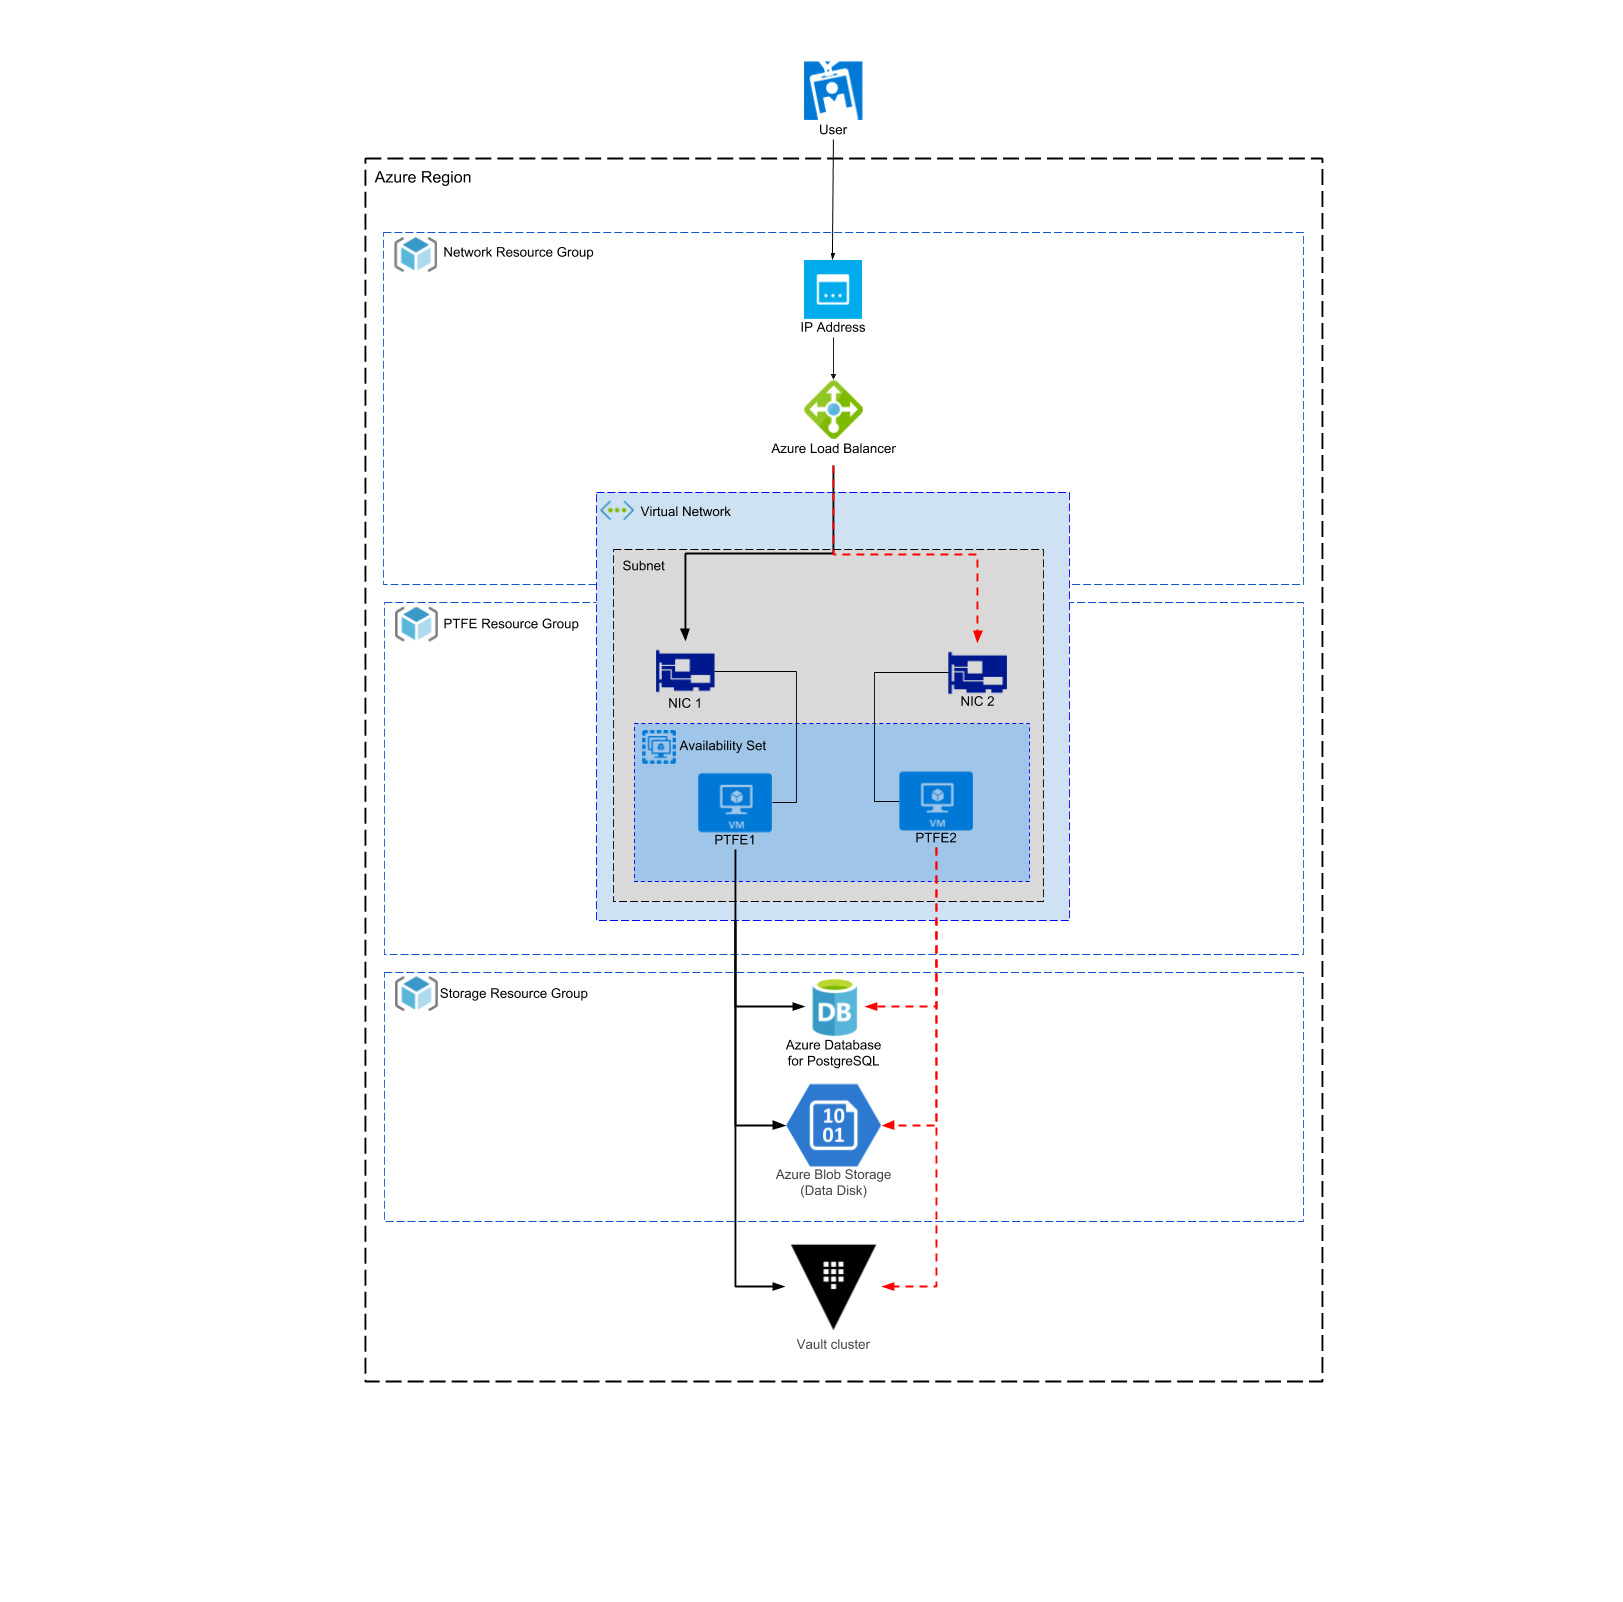 User
Azure Region
Network Resource Group
IP Address
Azure Load Balancer
Virtual Network
Subnet
PTFE Resource Group
NIC 1
NIC 2
Availability Set
VM
VM
PTFE1
PTFE2
Storage Resource Group
DB
Azure Database
for PostgreSQL
10
01
Azure Blob Storage
(Data Disk)
Vault cluster